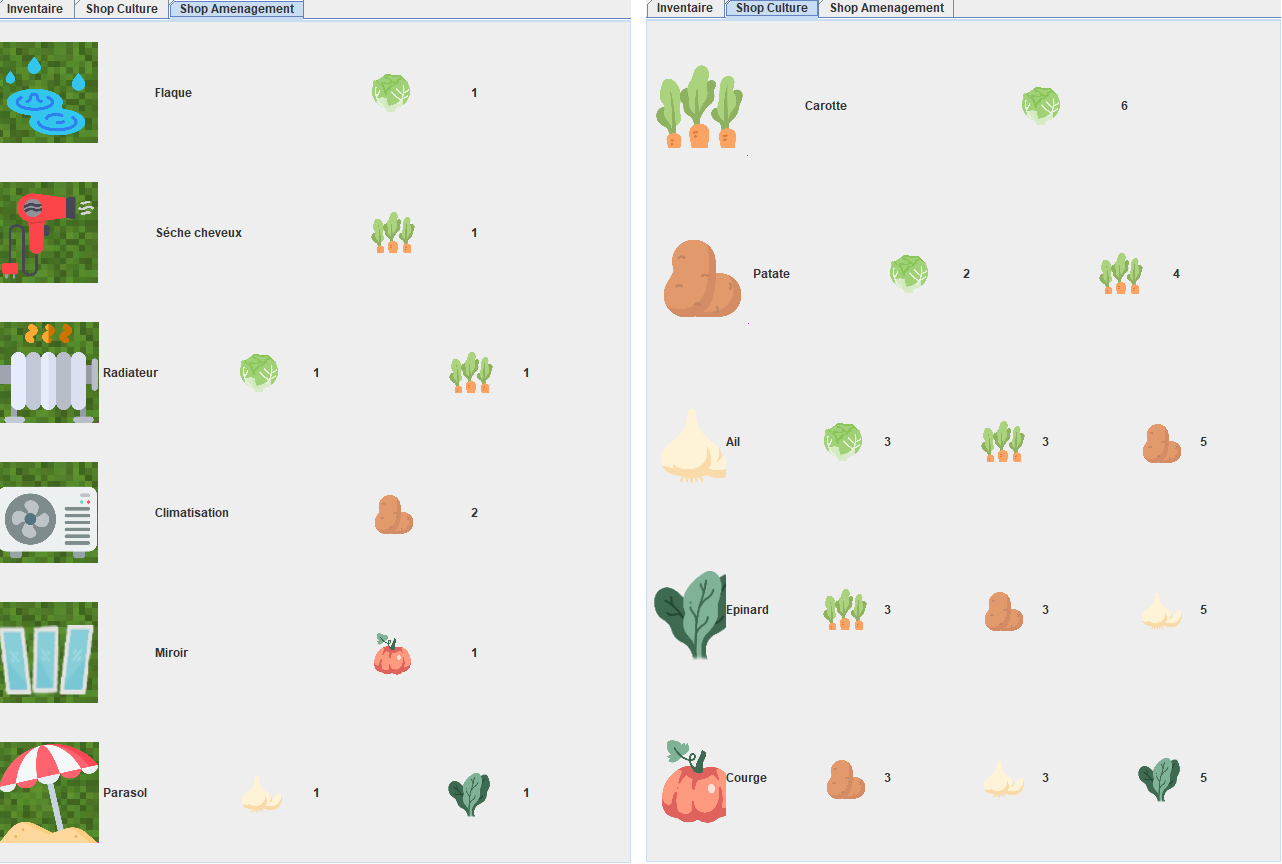 Inventaire Shop Culture Shop Amenagement
Flaque 1
Séche cheveux 1
Radiateur 1 1
Climatisation 2
Miroir 1
Parasol 1 1
Inventaire Shop Culture Shop Amenagement
Carotte 6
Patate 2 4
Ail 3 3 5
Epinard 3 3 5
Courge 3 3 5